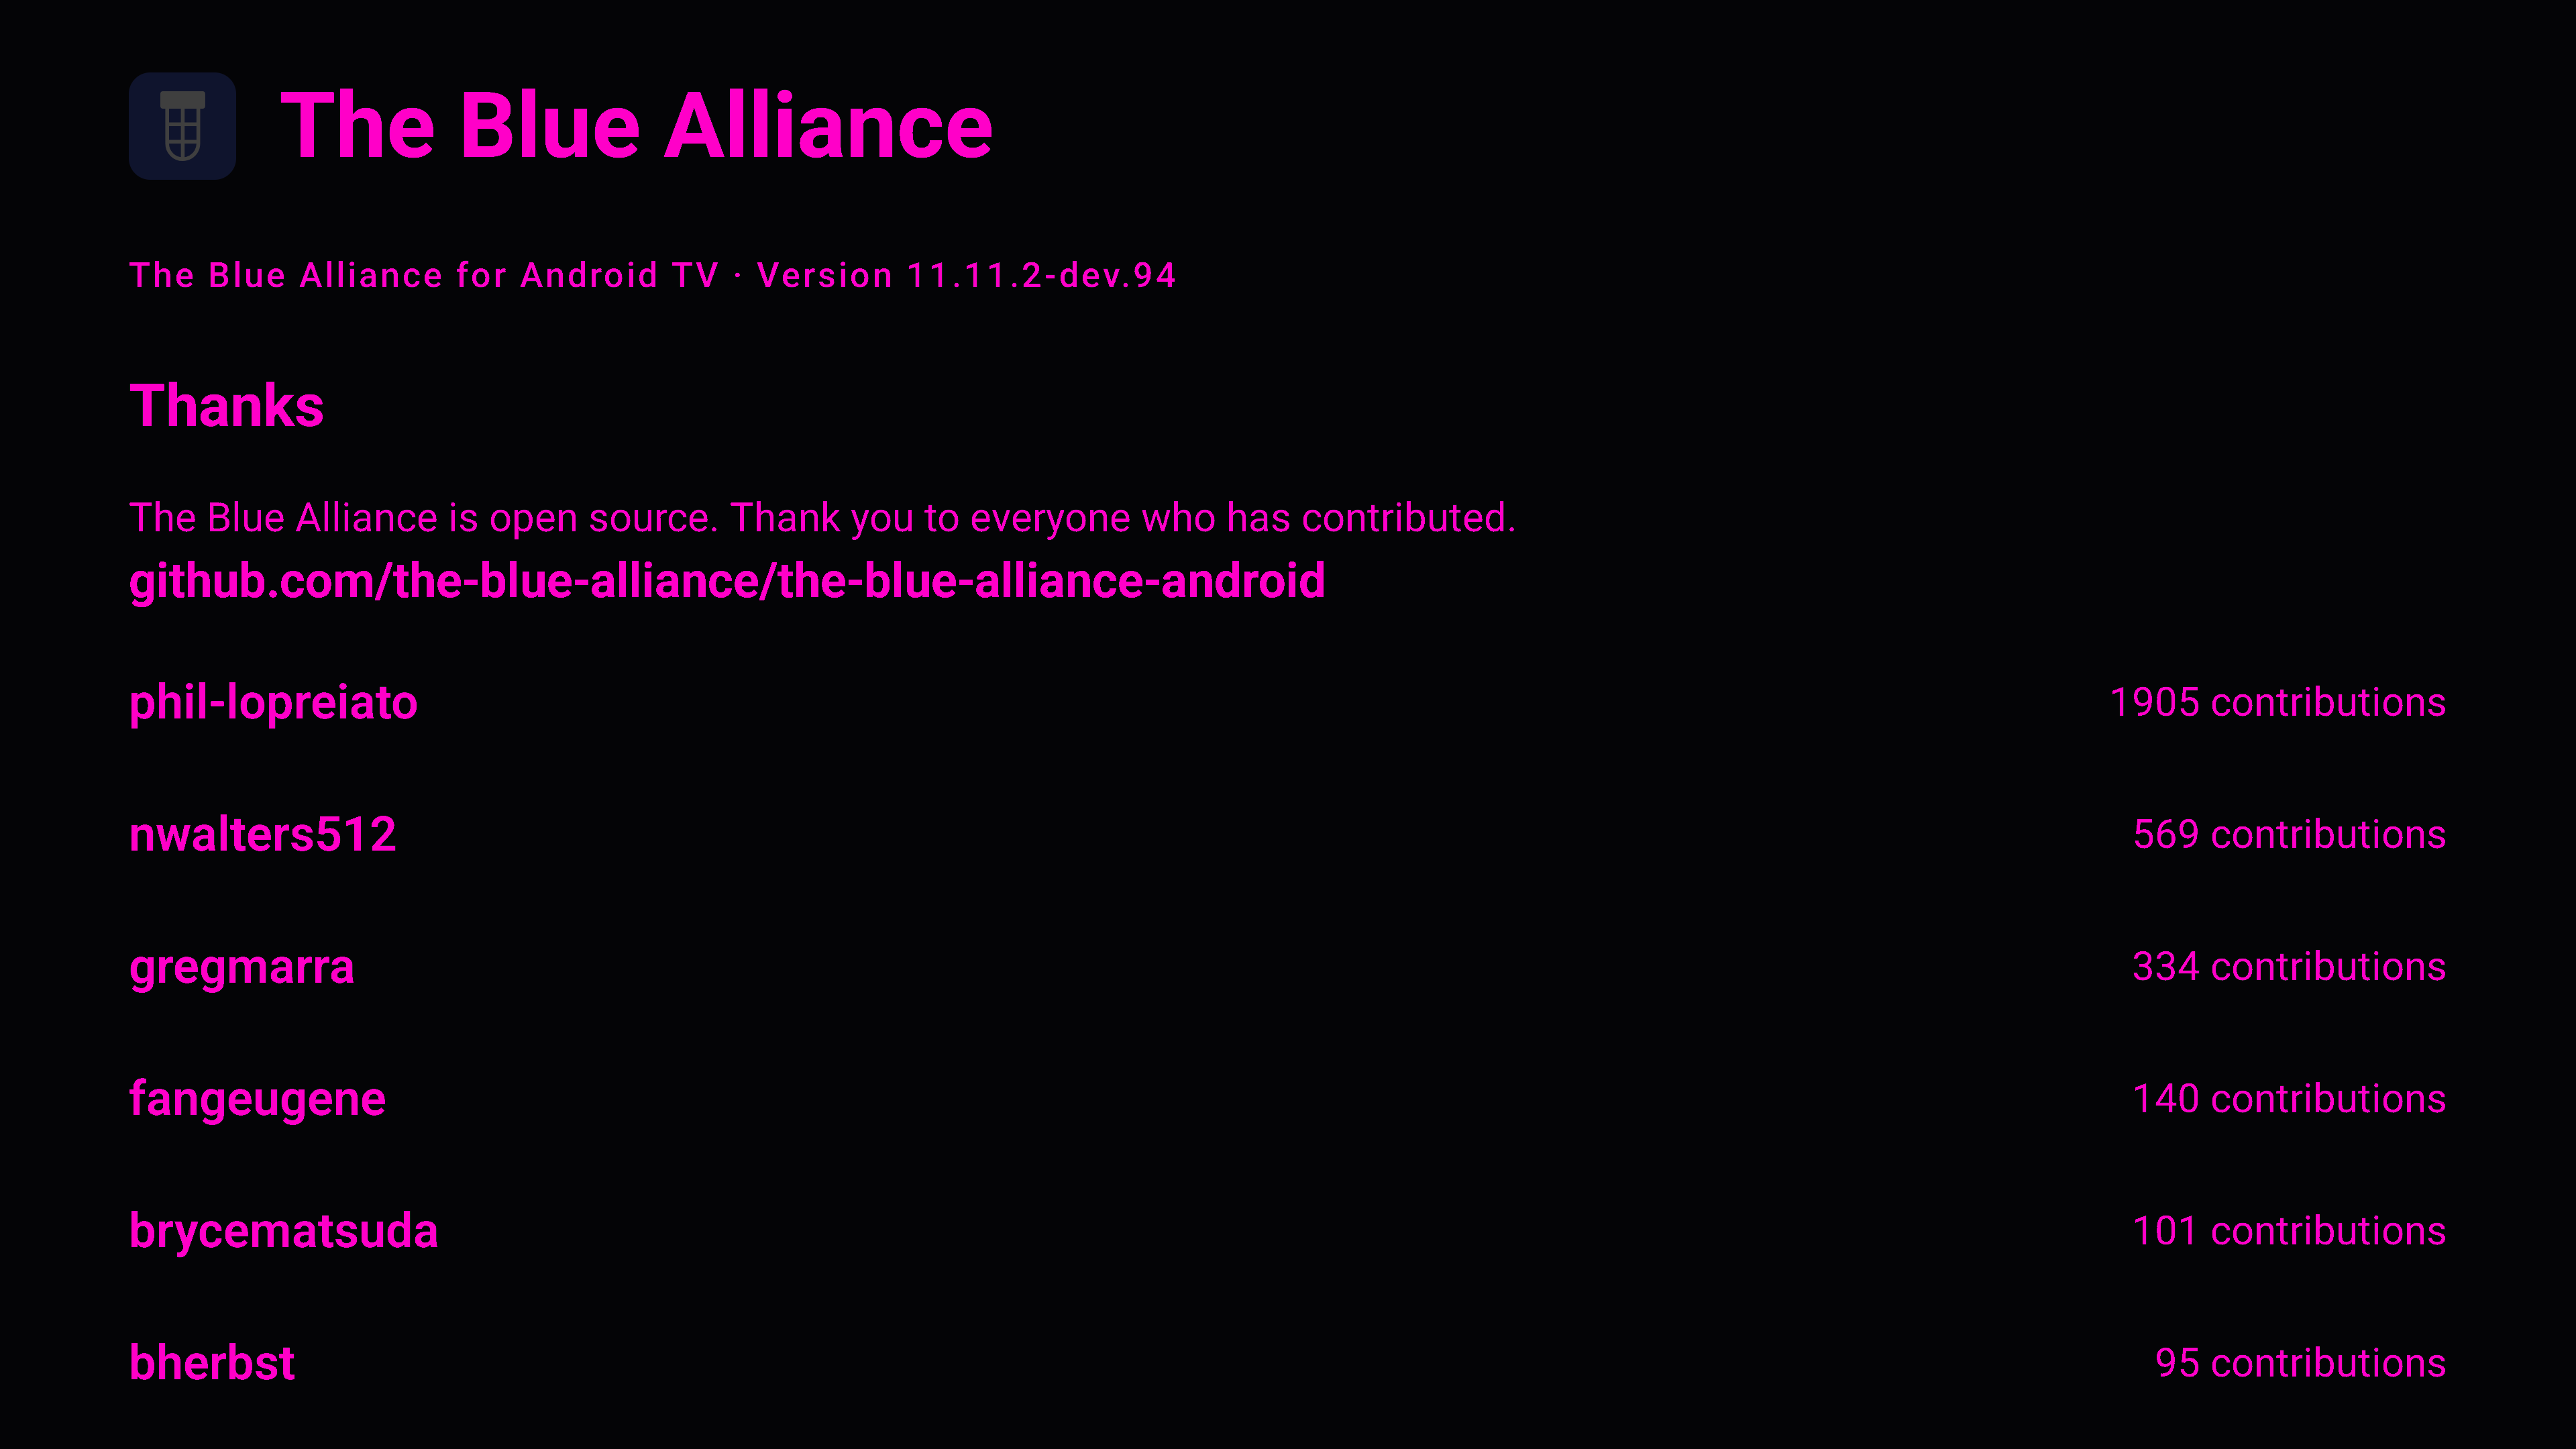 The Blue Alliance
The Blue Alliance for Android TV · Version 11.11.2-dev.94
Thanks
The Blue Alliance is open source. Thank you to everyone who has contributed.
github.com/the-blue-alliance/the-blue-alliance-android
phil-lopreiato 1905 contributions
nwalters512 569 contributions
gregmarra 334 contributions
fangeugene 140 contributions
brycematsuda 101 contributions
bherbst 95 contributions